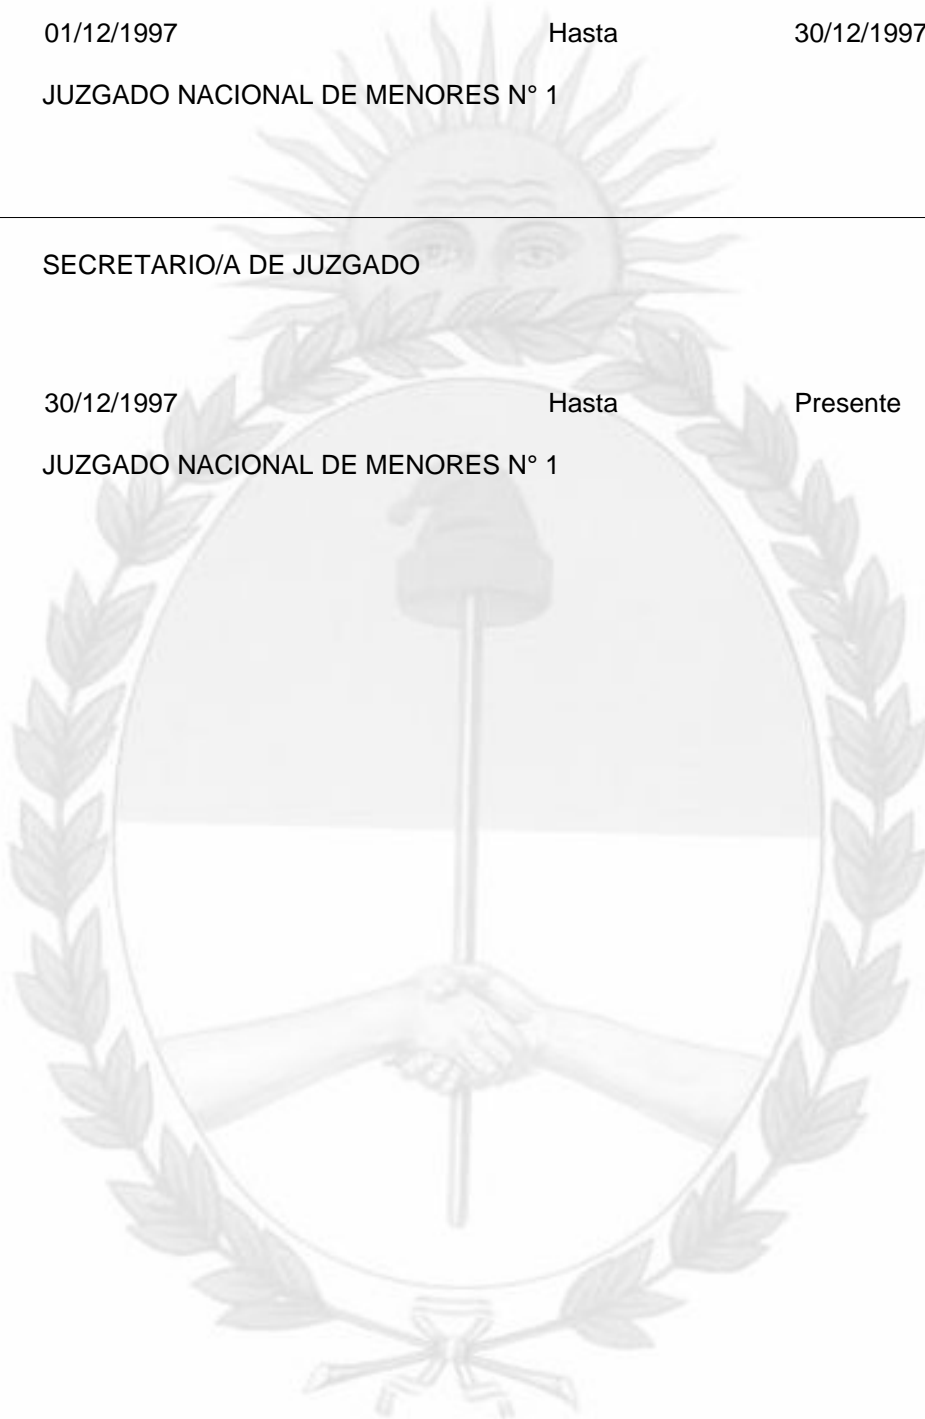 01/12/1997 Hasta 30/12/1997
JUZGADO NACIONAL DE MENORES N° 1
SECRETARIO/A DE JUZGADO
30/12/1997 Hasta Presente
JUZGADO NACIONAL DE MENORES N° 1